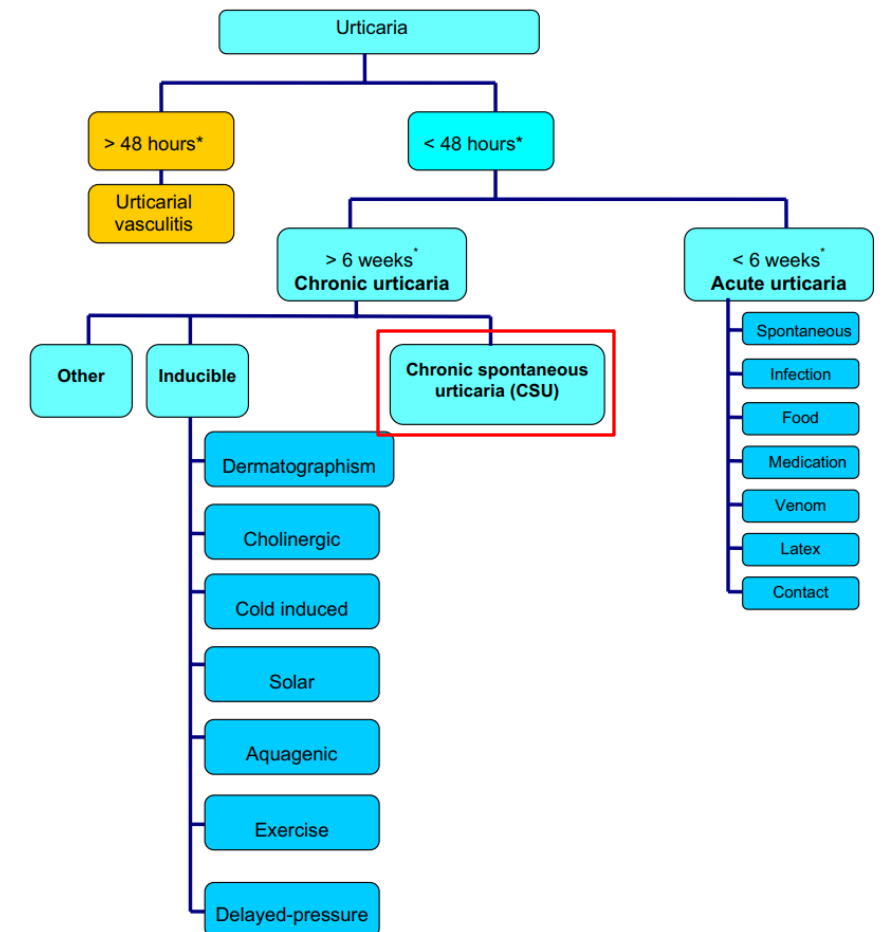 Urticaria
> 48 hours*
< 48 hours*
Urticarial
vasculitis
> 6 weeks*
Chronic urticaria
< 6 weeks*
Acute urticaria
Other
Inducible
Chronic spontaneous
urticaria (CSU)
Spontaneous
Infection
Food
Medication
Venom
Latex
Contact
Dermatographism
Cholinergic
Cold induced
Solar
Aquagenic
Exercise
Delayed-pressure